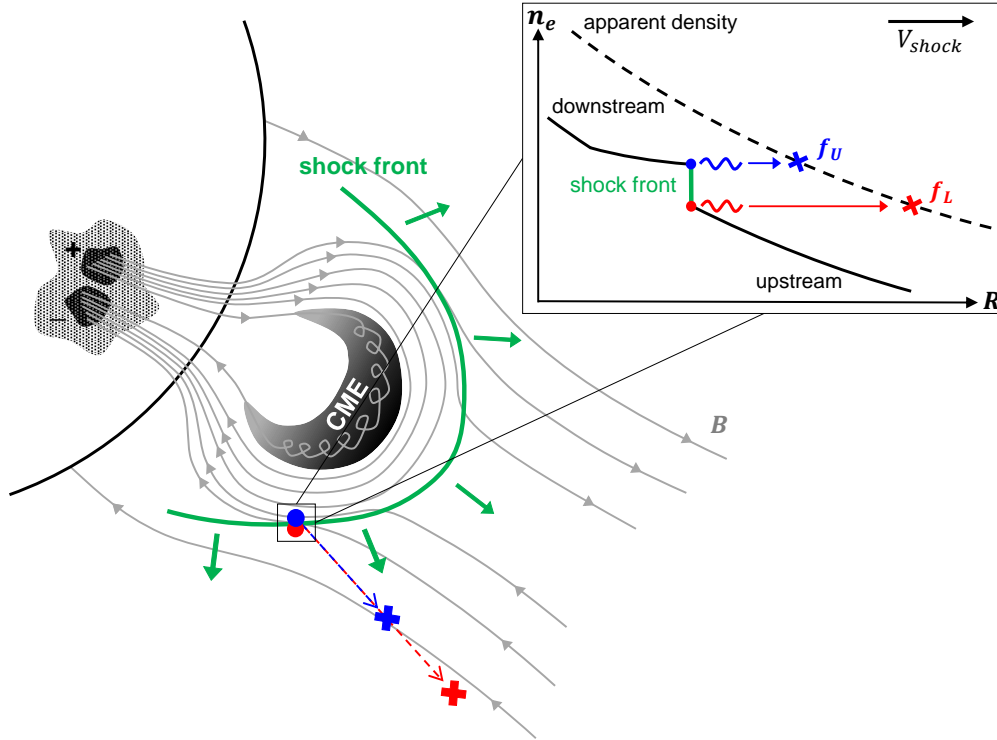 n_e
apparent density
V_shock
downstream
f_U
shock front
f_L
upstream
R
shock front
+
−
CME
B